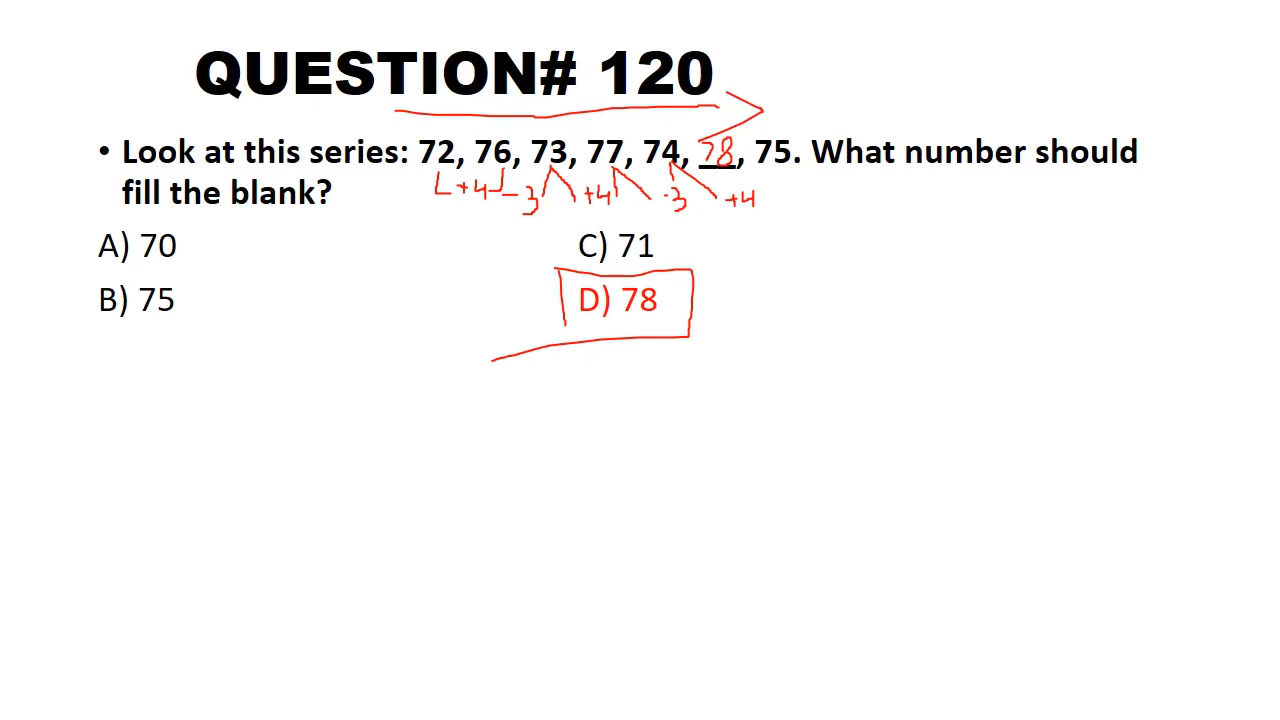 QUESTION# 120
• Look at this series: 72, 76, 73, 77, 74, 78, 75. What number should
fill the blank?
+4 -3 +4 -3 +4
A) 70 C) 71
B) 75 D) 78